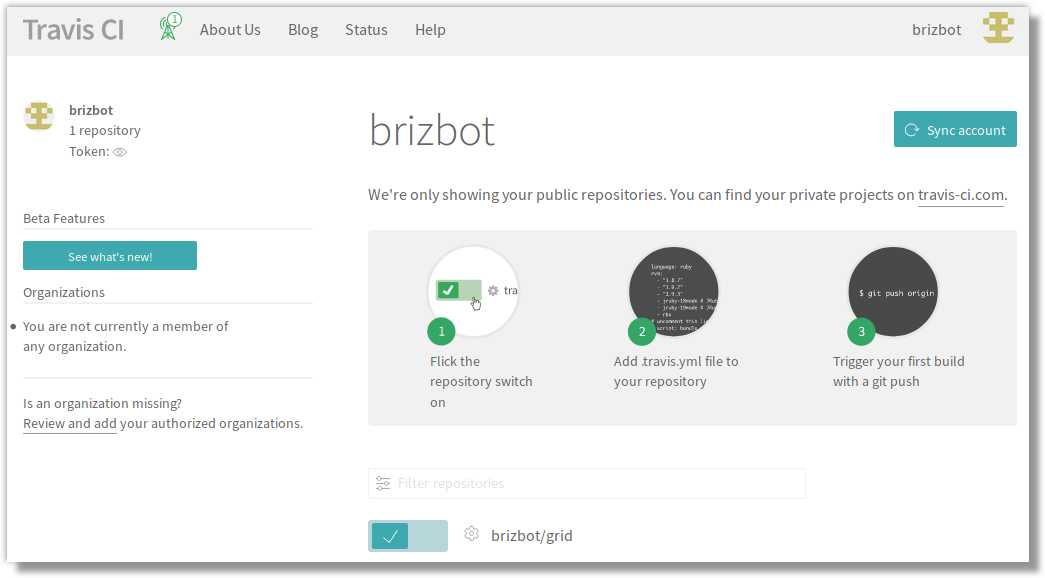 Travis CI
1
About Us
Blog
Status
Help
brizbot
brizbot
1 repository
Token:
Beta Features
See what's new!
Organizations
You are not currently a member of
any organization.
Is an organization missing?
Review and add your authorized organizations.
brizbot
Sync account
We're only showing your public repositories. You can find your private projects on travis-ci.com.
tra
1
Flick the
repository switch
on
language: ruby
rvm:
- "1.8.7"
- "1.9.2"
- "1.9.3"
- jruby-18mode # JRu
- jruby-19mode # JRu
- rbx
# uncomment this li
script: bundle
2
Add .travis.yml file to
your repository
$ git push origin
3
Trigger your first build
with a git push
Filter repositories
brizbot/grid